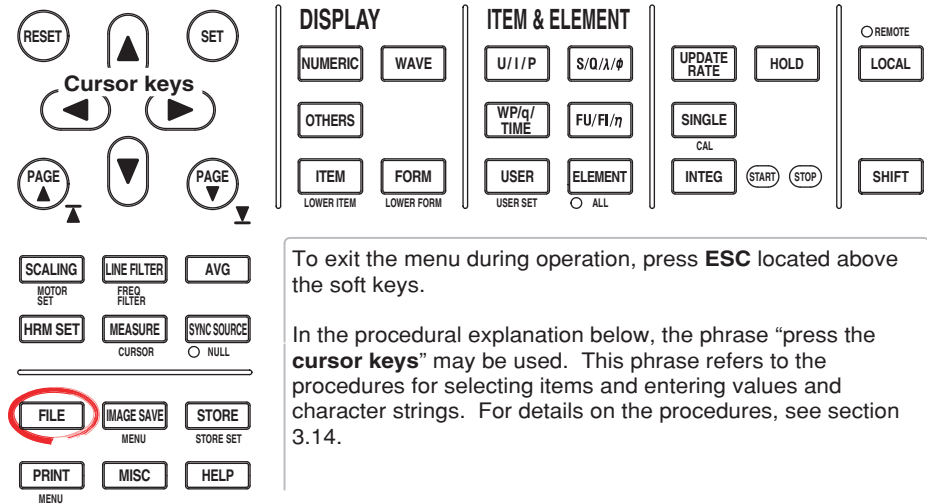 DISPLAY
ITEM & ELEMENT
RESET
SET
REMOTE
NUMERIC WAVE
U / I / P S/Q/λ/ϕ
UPDATE RATE HOLD
LOCAL
Cursor keys
OTHERS
WP/q/ TIME FU/FI/η
SINGLE
CAL
PAGE
PAGE
ITEM FORM
USER ELEMENT
INTEG START STOP
SHIFT
LOWER ITEM LOWER FORM
USER SET ALL
SCALING LINE FILTER AVG
MOTOR SET
FREQ FILTER
HRM SET MEASURE SYNC SOURCE
CURSOR NULL
FILE IMAGE SAVE STORE
MENU STORE SET
PRINT MISC HELP
MENU
To exit the menu during operation, press ESC located above
the soft keys.
In the procedural explanation below, the phrase “press the
cursor keys” may be used. This phrase refers to the
procedures for selecting items and entering values and
character strings. For details on the procedures, see section
3.14.